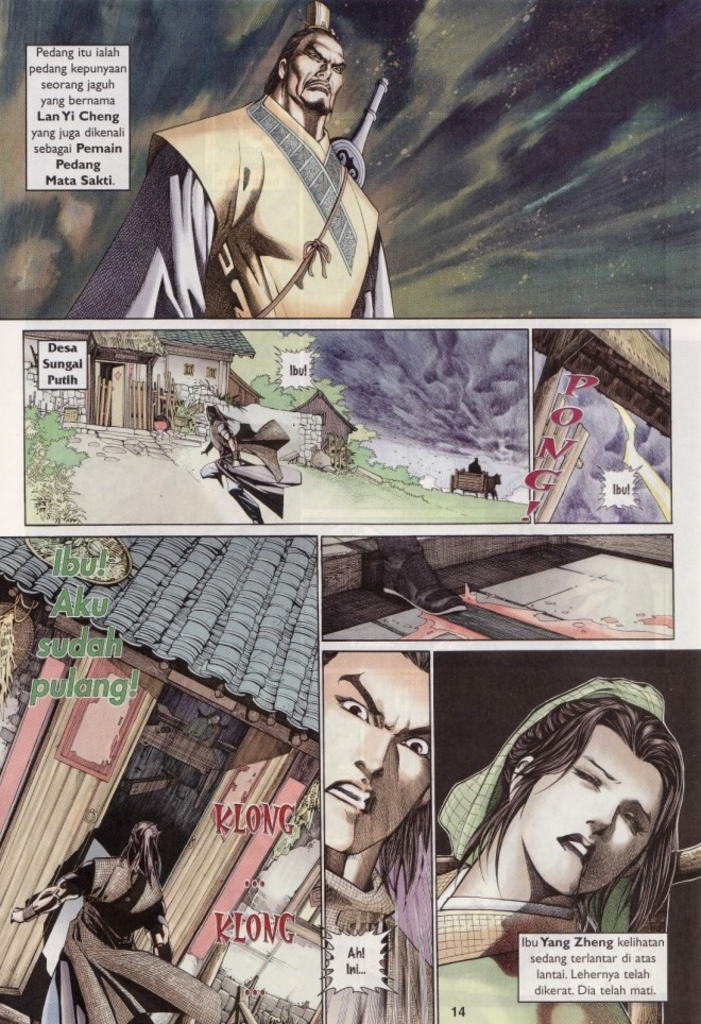 Pedang itu ialah
pedang kepunyaan
seorang jaguh
yang bernama
Lan Yi Cheng
yang juga dikenali
sebagai Pemain
Pedang
Mata Sakti.
Desa
Sungai
Putih
Ibu!
PONG!
Ibu!
Ibu!
Aku
sudah
pulang!
KLONG
...
KLONG
...
Ah!
Ini...
Ibu Yang Zheng kelihatan
sedang terlantar di atas
lantai. Lehernya telah
dikerat. Dia telah mati.
14